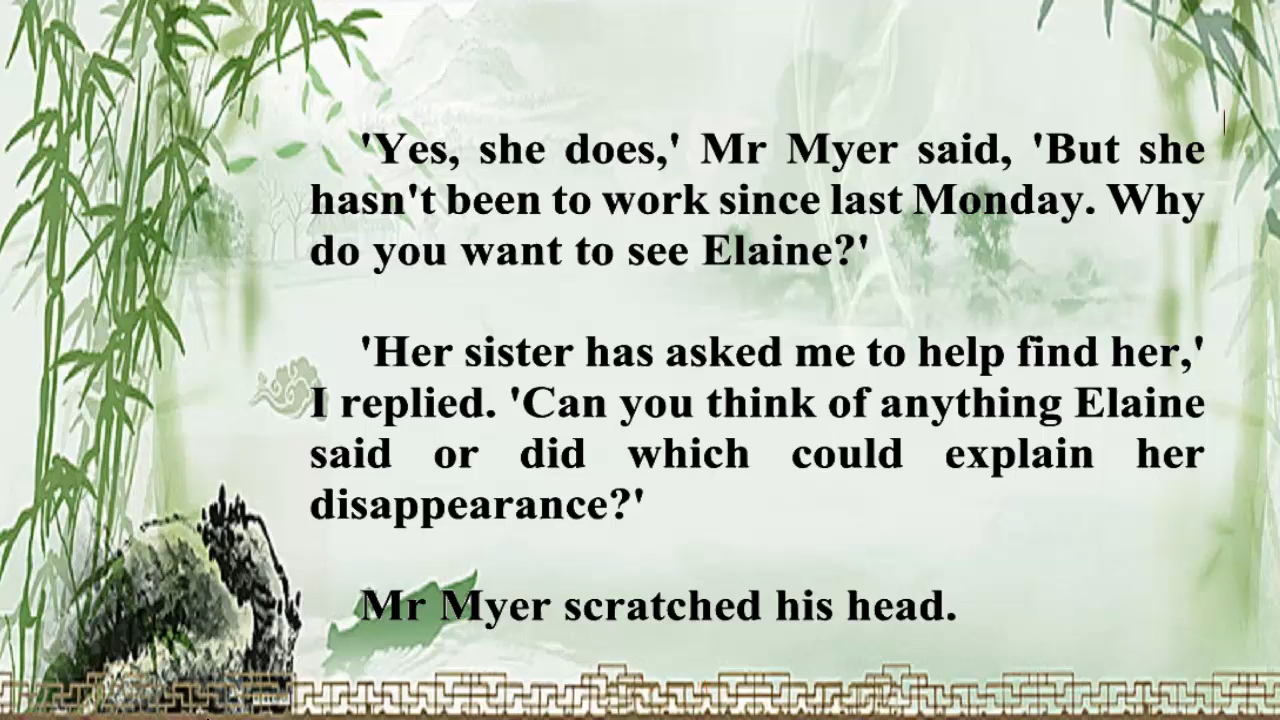 'Yes, she does,' Mr Myer said, 'But she
hasn't been to work since last Monday. Why
do you want to see Elaine?'
'Her sister has asked me to help find her,'
I replied. 'Can you think of anything Elaine
said or did which could explain her
disappearance?'
Mr Myer scratched his head.